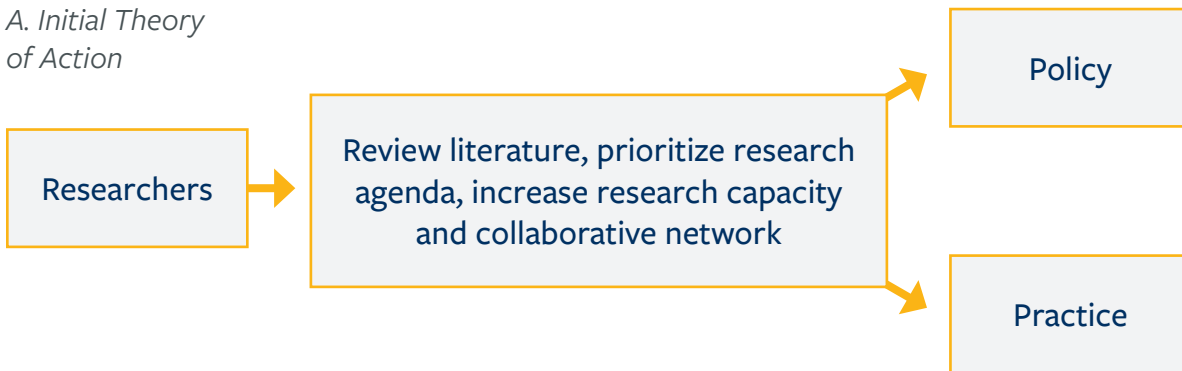 A. Initial Theory
of Action
Researchers
Review literature, prioritize research
agenda, increase research capacity
and collaborative network
Policy
Practice